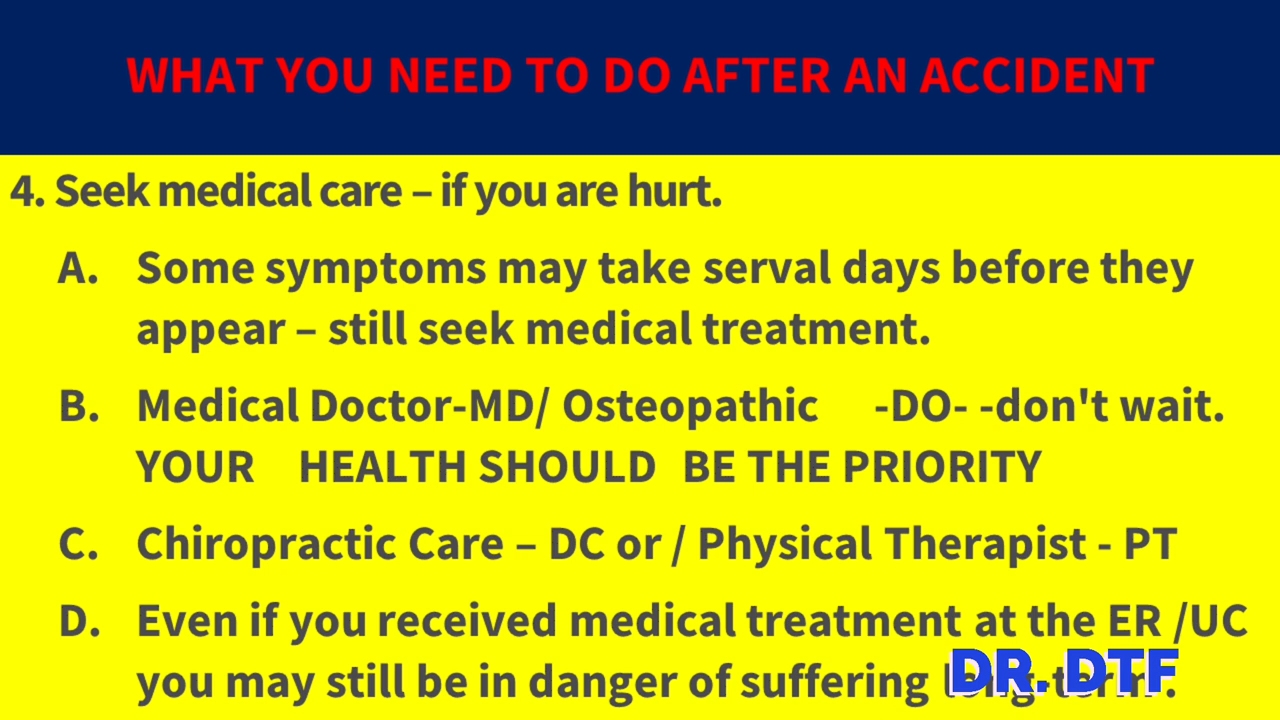 WHAT YOU NEED TO DO AFTER AN ACCIDENT
4. Seek medical care – if you are hurt.
A. Some symptoms may take serval days before they
appear – still seek medical treatment.
B. Medical Doctor-MD/ Osteopathic -DO- -don't wait.
YOUR HEALTH SHOULD BE THE PRIORITY
C. Chiropractic Care – DC or / Physical Therapist - PT
D. Even if you received medical treatment at the ER /UC
you may still be in danger of suffering long-term.
DR. DTF